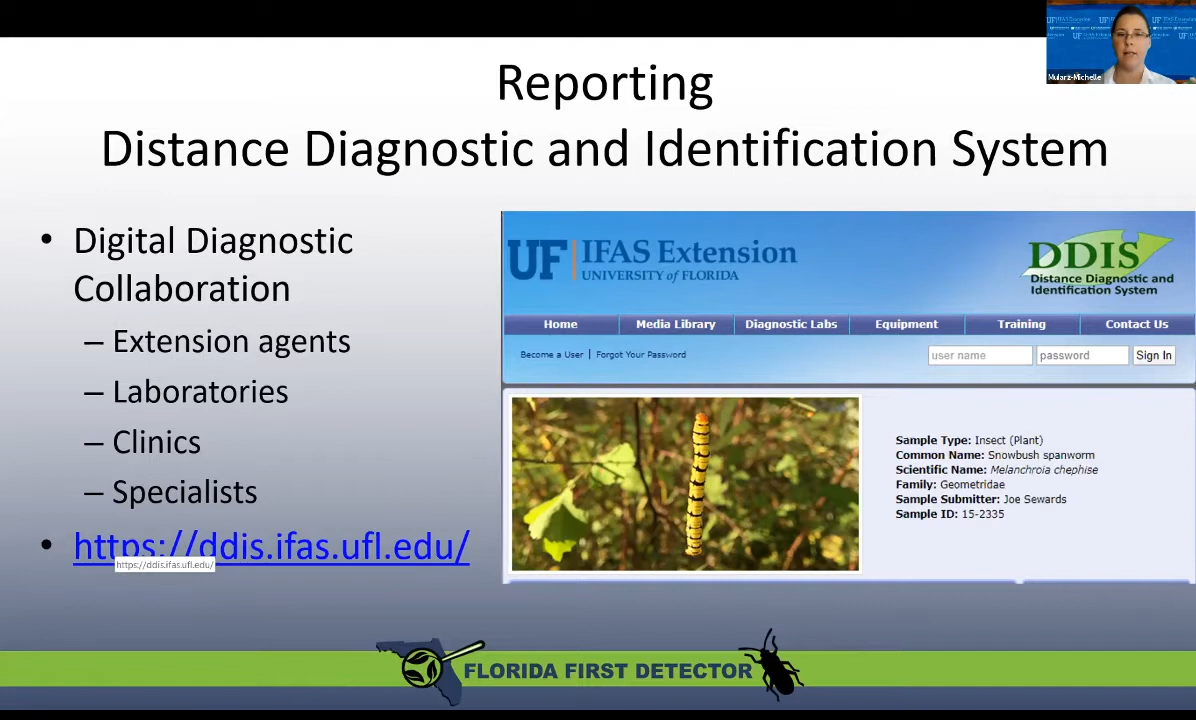 Reporting
Distance Diagnostic and Identification System
Mularz-Michelle
• Digital Diagnostic
Collaboration
– Extension agents
– Laboratories
– Clinics
– Specialists
• https://ddis.ifas.ufl.edu/
https://ddis.ifas.ufl.edu/
UF IFAS Extension
UNIVERSITY of FLORIDA
DDIS
Distance Diagnostic and
Identification System
Home Media Library Diagnostic Labs Equipment Training Contact Us
Become a User | Forgot Your Password user name password Sign In
Sample Type: Insect (Plant)
Common Name: Snowbush spanworm
Scientific Name: Melanchroia chephise
Family: Geometridae
Sample Submitter: Joe Sewards
Sample ID: 15-2335
FLORIDA FIRST DETECTOR